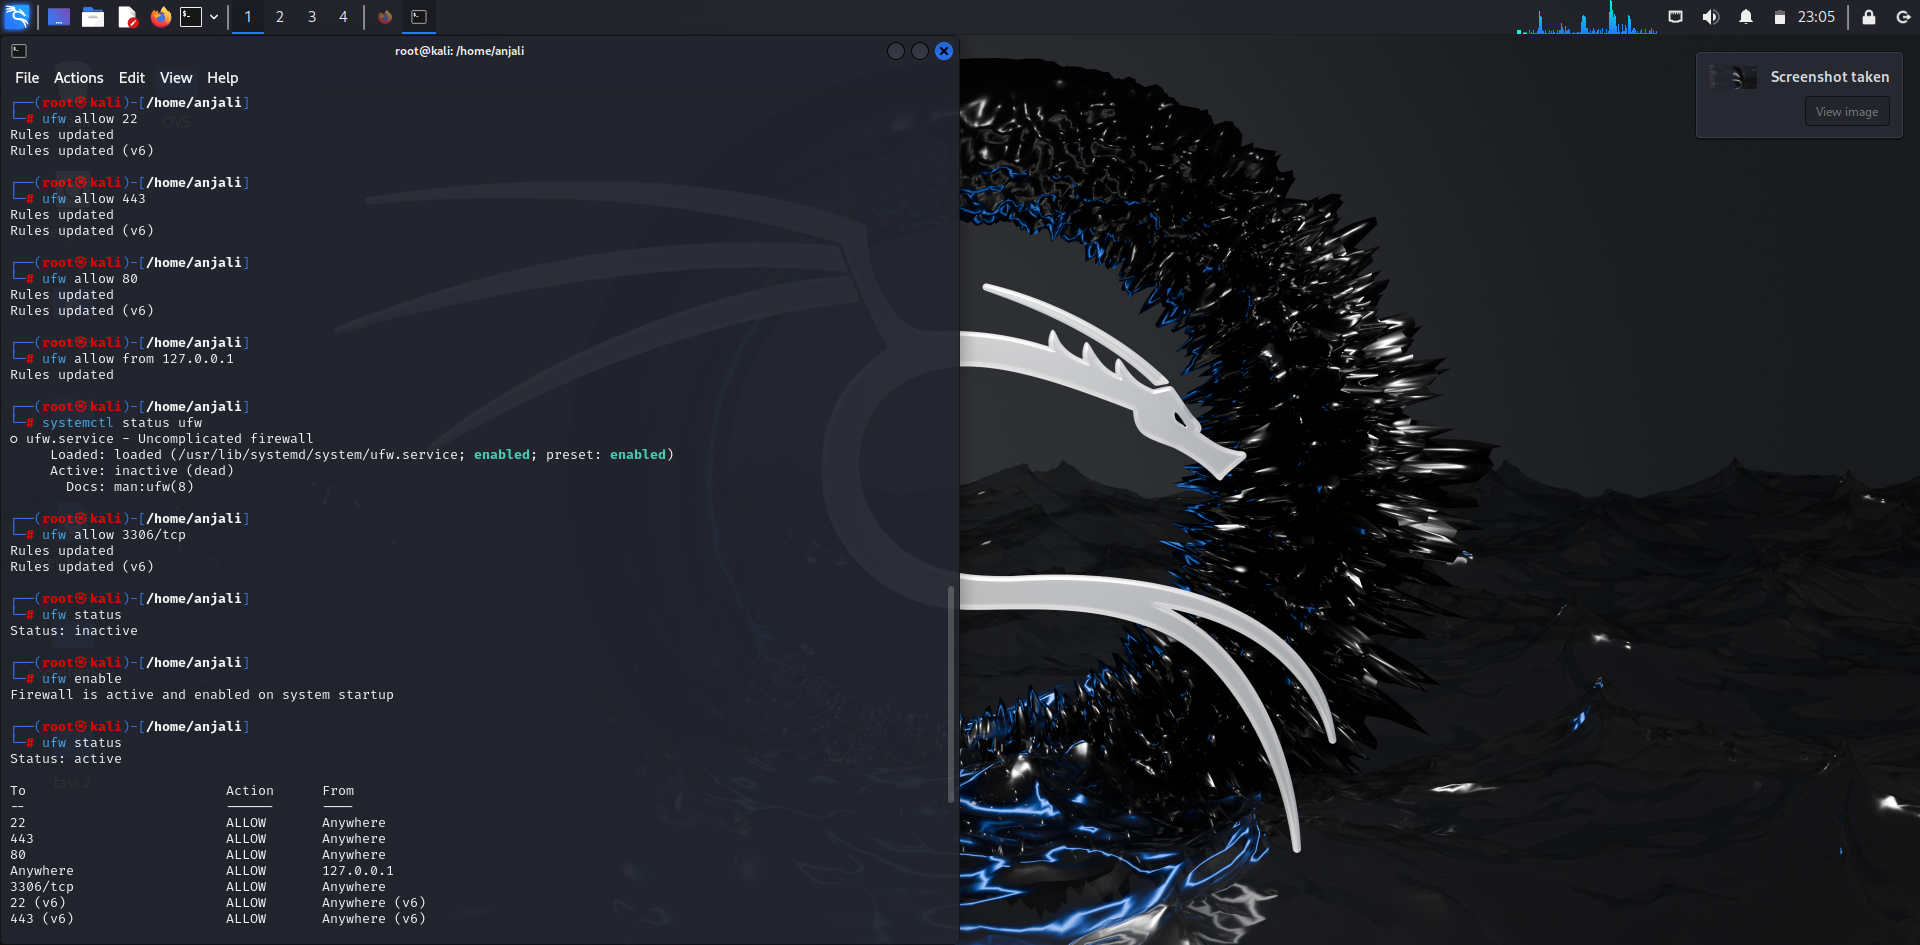 1 2 3 4 23:05
root@kali: /home/anjali
File Actions Edit View Help
Screenshot taken
View image
┌──(root㉿kali)-[/home/anjali]
└─# ufw allow 22
Rules updated
Rules updated (v6)
┌──(root㉿kali)-[/home/anjali]
└─# ufw allow 443
Rules updated
Rules updated (v6)
┌──(root㉿kali)-[/home/anjali]
└─# ufw allow 80
Rules updated
Rules updated (v6)
┌──(root㉿kali)-[/home/anjali]
└─# ufw allow from 127.0.0.1
Rules updated
┌──(root㉿kali)-[/home/anjali]
└─# systemctl status ufw
○ ufw.service - Uncomplicated firewall
Loaded: loaded (/usr/lib/systemd/system/ufw.service; enabled; preset: enabled)
Active: inactive (dead)
Docs: man:ufw(8)
┌──(root㉿kali)-[/home/anjali]
└─# ufw allow 3306/tcp
Rules updated
Rules updated (v6)
┌──(root㉿kali)-[/home/anjali]
└─# ufw status
Status: inactive
┌──(root㉿kali)-[/home/anjali]
└─# ufw enable
Firewall is active and enabled on system startup
┌──(root㉿kali)-[/home/anjali]
└─# ufw status
Status: active
To Action From
-- ------ ----
22 ALLOW Anywhere
443 ALLOW Anywhere
80 ALLOW Anywhere
Anywhere ALLOW 127.0.0.1
3306/tcp ALLOW Anywhere
22 (v6) ALLOW Anywhere (v6)
443 (v6) ALLOW Anywhere (v6)
OVS
task 2